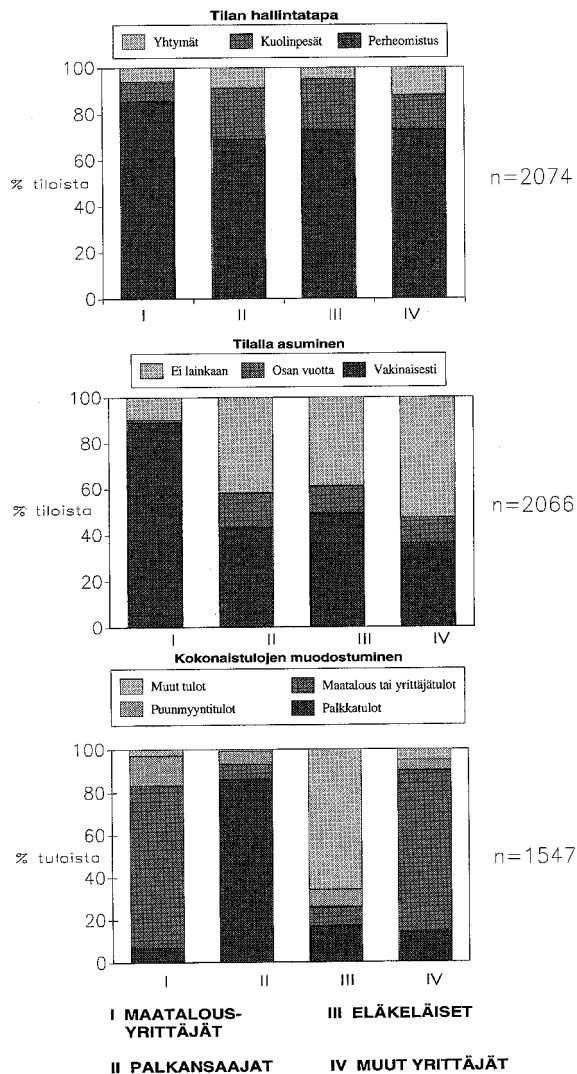 Tilan hallintatapa
Yhtymät Kuolinpesät Perheomistus
100
80
60
% tiloista
40
20
0
I II III IV
n=2074
Tilalla asuminen
Ei lainkaan Osan vuotta Vakinaisesti
100
80
60
% tiloista
40
20
0
I II III IV
n=2066
Kokonaistulojen muodostuminen
Muut tulot Maatalous tai yrittäjätulot
Puunmyyntitulot Palkkatulot
100
80
60
% tuloista
40
20
0
I II III IV
n=1547
I MAATALOUS-
YRITTÄJÄT
III ELÄKELÄISET
II PALKANSAAJAT IV MUUT YRITTÄJÄT